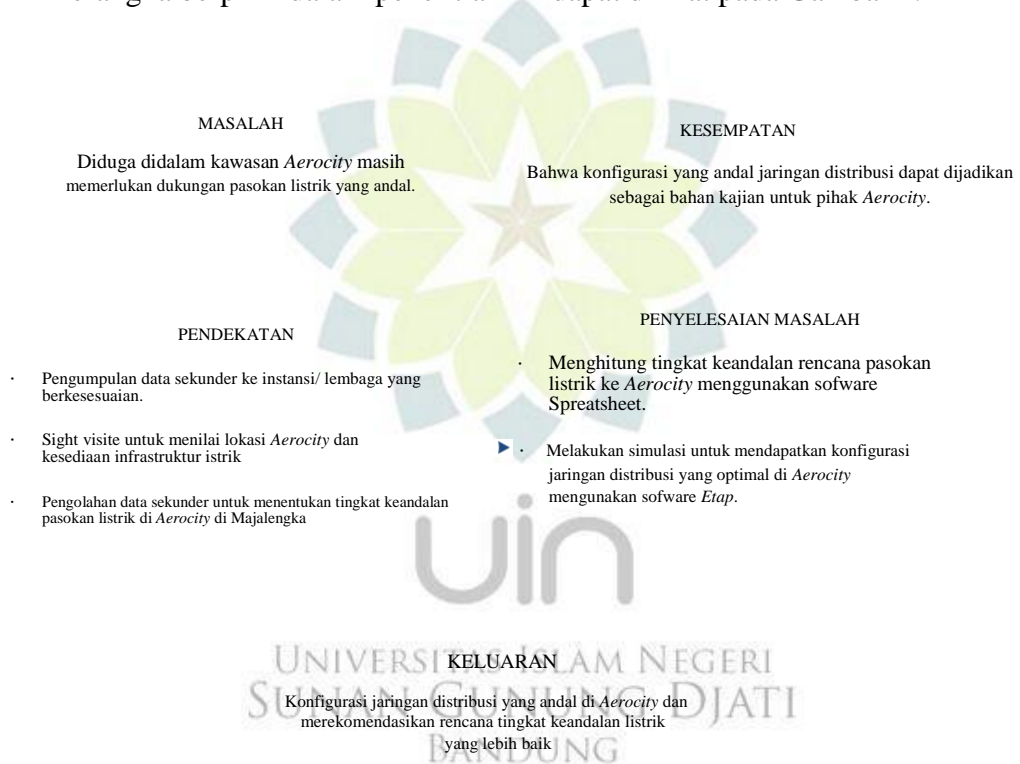 MASALAH
Diduga didalam kawasan Aerocity masih
memerlukan dukungan pasokan listrik yang andal.
KESEMPATAN
Bahwa konfigurasi yang andal jaringan distribusi dapat dijadikan
sebagai bahan kajian untuk pihak Aerocity.
PENDEKATAN
· Pengumpulan data sekunder ke instansi/ lembaga yang
berkesesuaian.
· Sight visite untuk menilai lokasi Aerocity dan
kesediaan infrastruktur istrik
· Pengolahan data sekunder untuk menentukan tingkat keandalan
pasokan listrik di Aerocity di Majalengka
PENYELESAIAN MASALAH
· Menghitung tingkat keandalan rencana pasokan
listrik ke Aerocity menggunakan sofware
Spreatsheet.
· Melakukan simulasi untuk mendapatkan konfigurasi
jaringan distribusi yang optimal di Aerocity
mengunakan sofware Etap.
uin
UNIVERSITAS ISLAM NEGERI
SUNAN GUNUNG DJATI
BANDUNG
KELUARAN
Konfigurasi jaringan distribusi yang andal di Aerocity dan
merekomendasikan rencana tingkat keandalan listrik
yang lebih baik